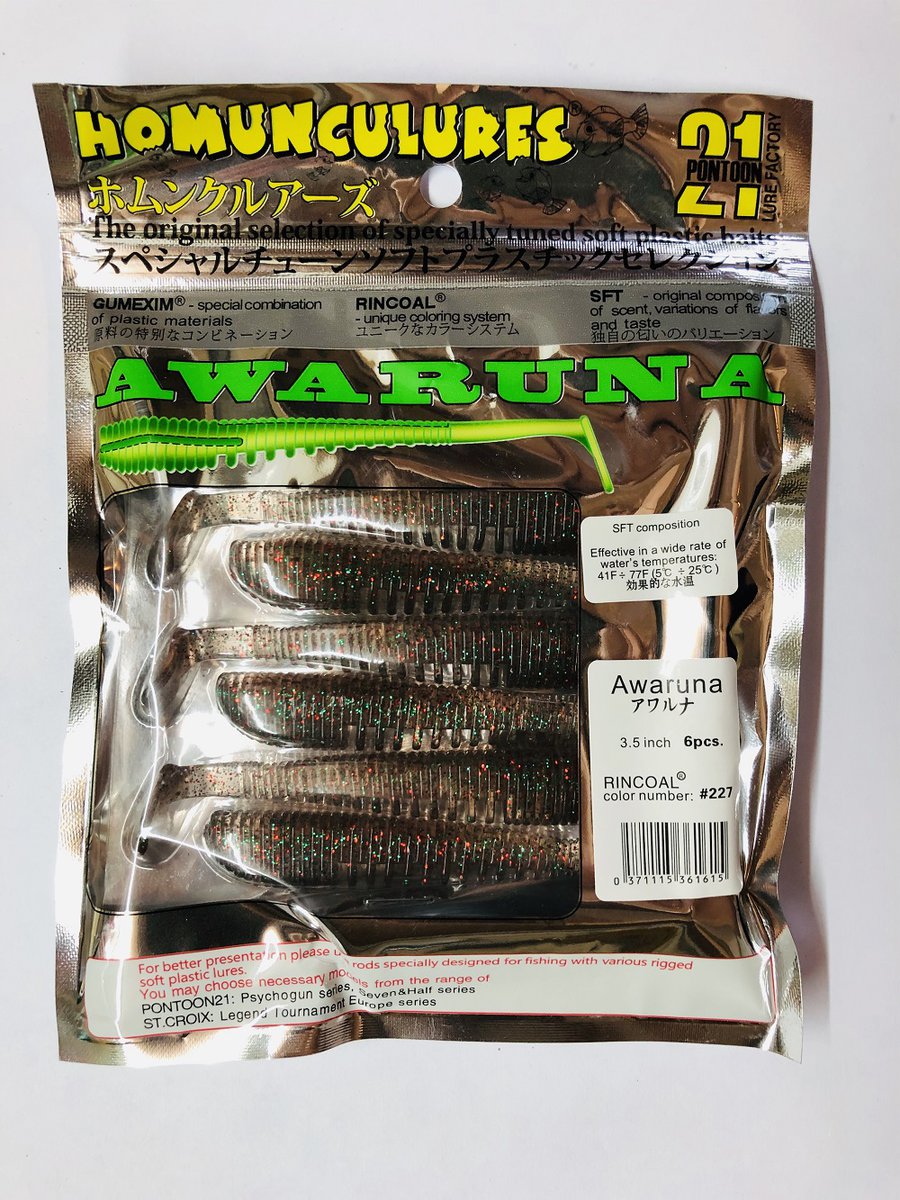 HOMUNCULURES®
21
PONTOON
LURE FACTORY
ホムンクルアーズ
The original selection of specially tuned soft plastic baits
スペシャルチューンソフトプラスチックセレクション
GUMEXIM® - special combination
of plastic materials
原料の特別なコンビネーション
RINCOAL®
- unique coloring system
ユニークなカラーシステム
SFT - original compos
of scent, variations of flavors
and taste
独自の匂いのバリエーション
AWARUNA
SFT composition
Effective in a wide rate of
water's temperatures:
41F÷ 77F (5℃ ÷ 25℃)
効果的な水温
Awaruna
アワルナ
3.5 inch 6pcs.
RINCOAL®
color number: #227
0 371115 361615
For better presentation please u rods specially designed for fishing with various rigged
soft plastic lures.
You may choose necessary models from the range of
PONTOON21: Psychogun series, Seven&Half series
ST.CROIX: Legend Tournament Europe series